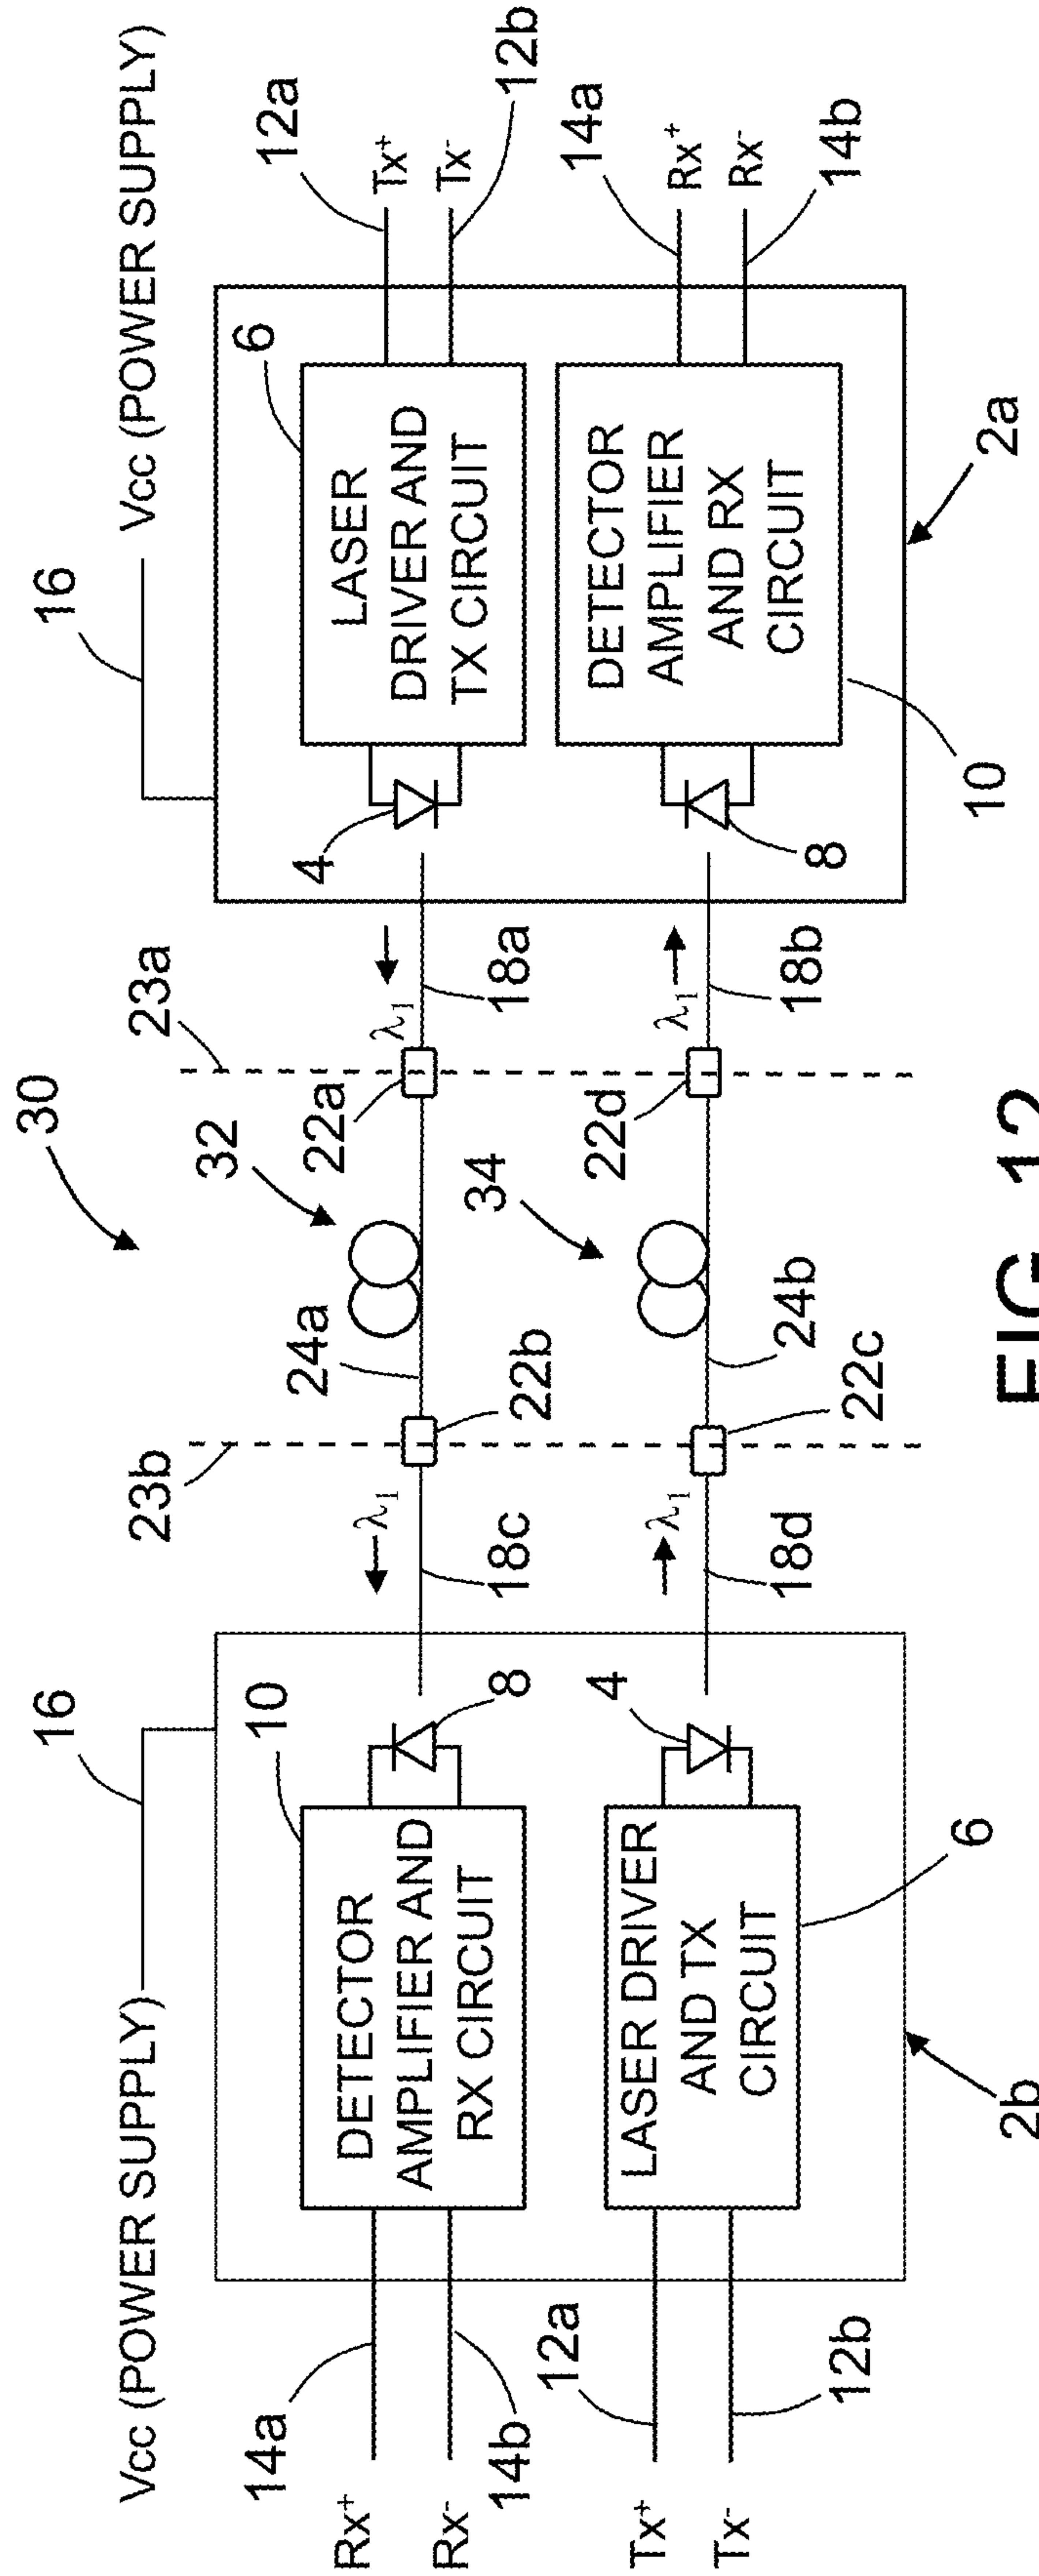 30
Vcc (POWER SUPPLY)
16
23b
23a
16
Vcc (POWER SUPPLY)
14a
Rx+
Rx-
14b
10
DETECTOR
AMPLIFIER AND
RX CIRCUIT
8
λ1
18c
24a
22b
32
22a
λ1
18a
4
6
LASER
DRIVER AND
TX CIRCUIT
12a
Tx+
Tx-
12b
12a
Tx+
Tx-
12b
LASER DRIVER
AND TX
CIRCUIT
4
6
λ1
18d
34
22c
24b
22d
λ1
18b
8
DETECTOR
AMPLIFIER
AND RX
CIRCUIT
10
14a
Rx+
Rx-
14b
2b
2a
FIG. 12